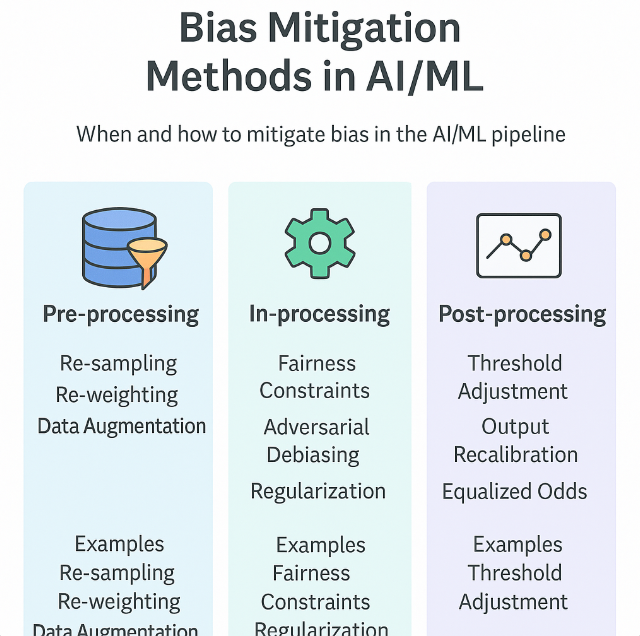 Bias Mitigation
Methods in AI/ML
When and how to mitigate bias in the AI/ML pipeline
Pre-processing
Re-sampling
Re-weighting
Data Augmentation
Examples
Re-sampling
Re-weighting
Data Augmentation
In-processing
Fairness
Constraints
Adversarial
Debiasing
Regularization
Examples
Fairness
Constraints
Regularization
Post-processing
Threshold
Adjustment
Output
Recalibration
Equalized Odds
Examples
Threshold
Adjustment